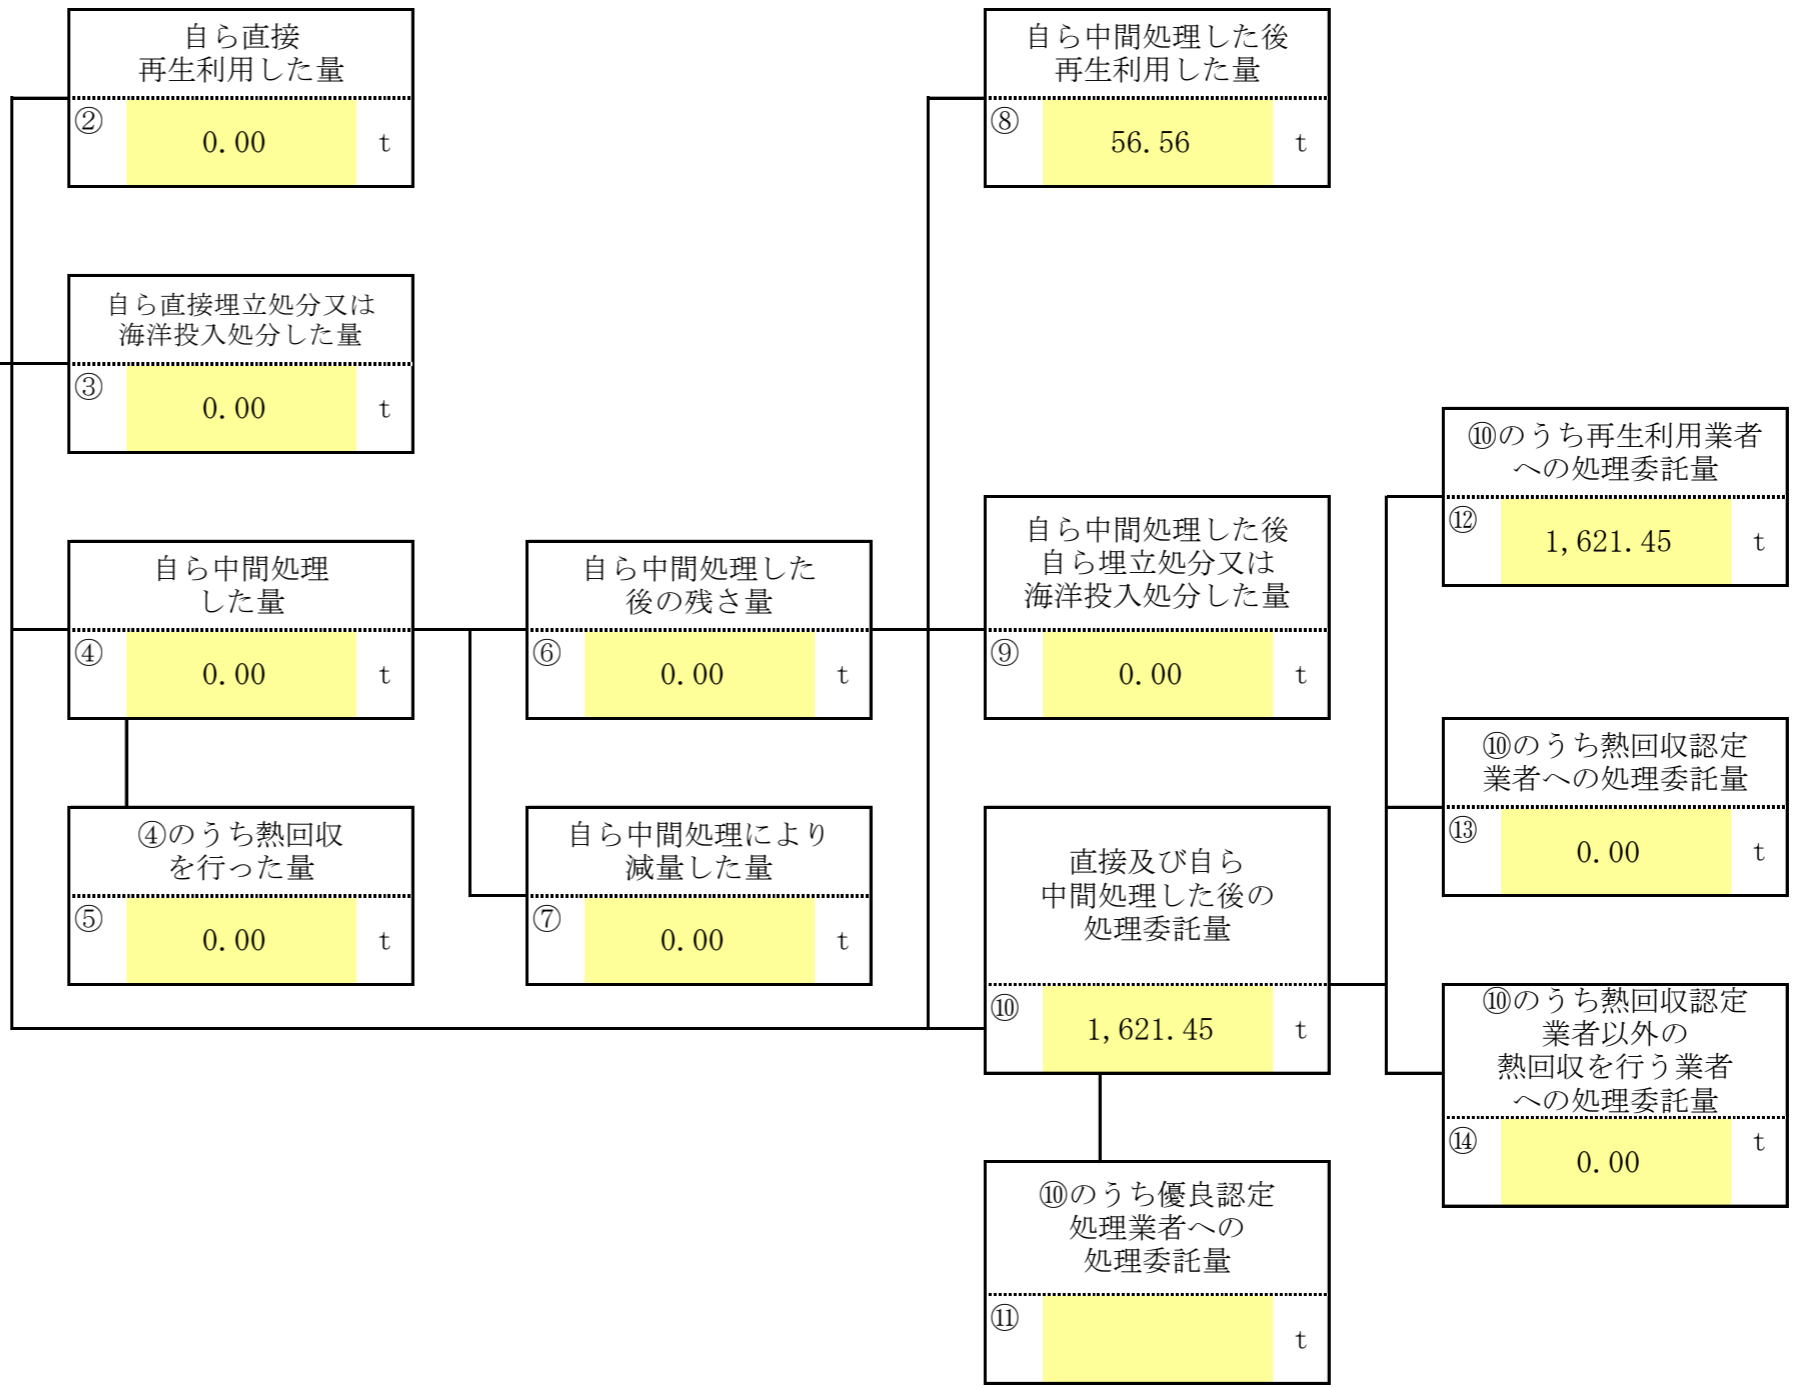 自ら直接
再生利用した量
②
0.00
t
自ら中間処理した後
再生利用した量
⑧
56.56
t
自ら直接埋立処分又は
海洋投入処分した量
③
0.00
t
⑩のうち再生利用業者
への処理委託量
⑫
1,621.45
t
自ら中間処理
した量
④
0.00
t
自ら中間処理した
後の残さ量
⑥
0.00
t
自ら中間処理した後
自ら埋立処分又は
海洋投入処分した量
⑨
0.00
t
⑩のうち熱回収認定
業者への処理委託量
⑬
0.00
t
④のうち熱回収
を行った量
⑤
0.00
t
自ら中間処理により
減量した量
⑦
0.00
t
直接及び自ら
中間処理した後の
処理委託量
⑩
1,621.45
t
⑩のうち熱回収認定
業者以外の
熱回収を行う業者
への処理委託量
⑭
0.00
t
⑩のうち優良認定
処理業者への
処理委託量
⑪
t